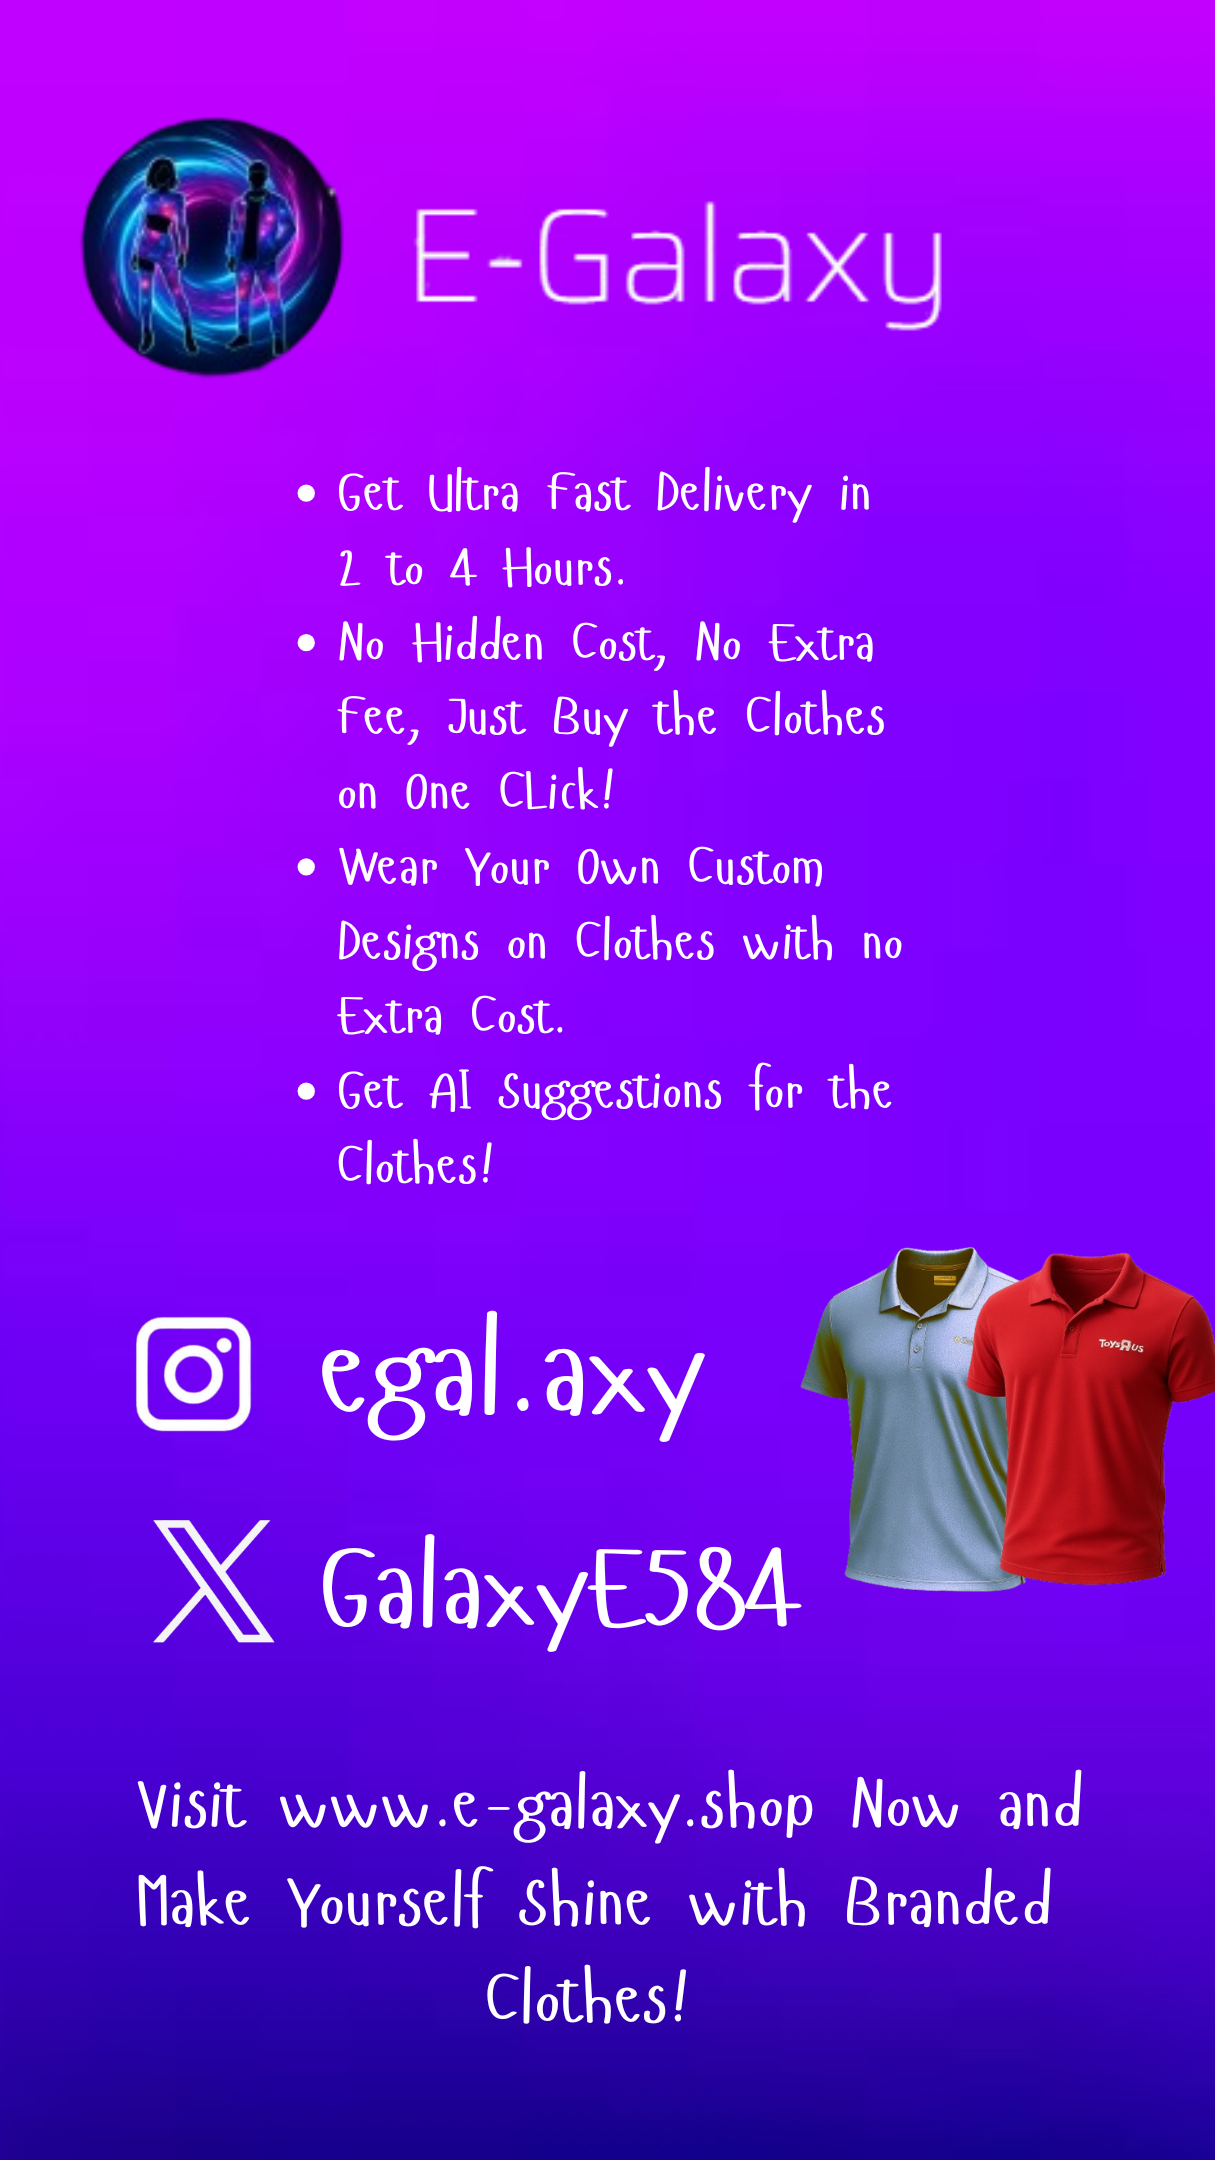 E-Galaxy
Get Ultra Fast Delivery in
2 to 4 Hours.
No Hidden Cost, No Extra
Fee, Just Buy the Clothes
on One CLick!
Wear Your Own Custom
Designs on Clothes with no
Extra Cost.
Get AI Suggestions for the
Clothes!
ToysRus
egal.axy
GalaxyE584
Visit www.e-galaxy.shop Now and
Make Yourself Shine with Branded
Clothes!